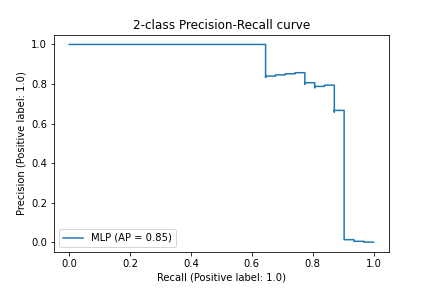 2-class Precision-Recall curve
Precision (Positive label: 1.0)
1.0
0.8
0.6
0.4
0.2
0.0
MLP (AP = 0.85)
0.0 0.2 0.4 0.6 0.8 1.0
Recall (Positive label: 1.0)